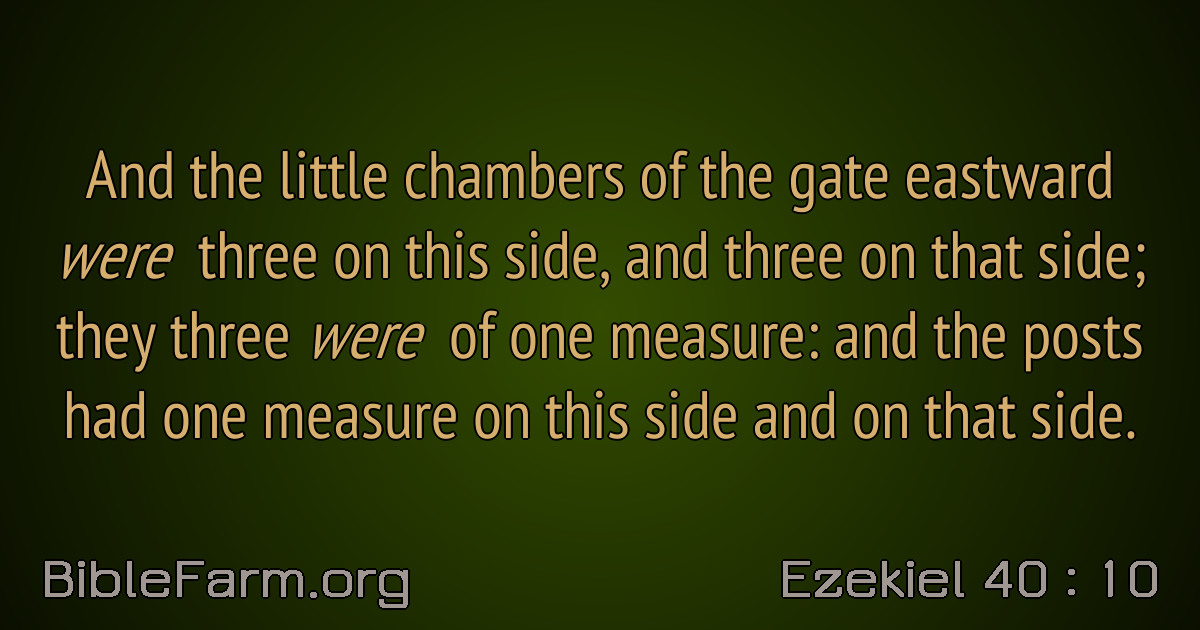 And the little chambers of the gate eastward
were three on this side, and three on that side;
they three were of one measure: and the posts
had one measure on this side and on that side.
BibleFarm.org
Ezekiel 40 : 10